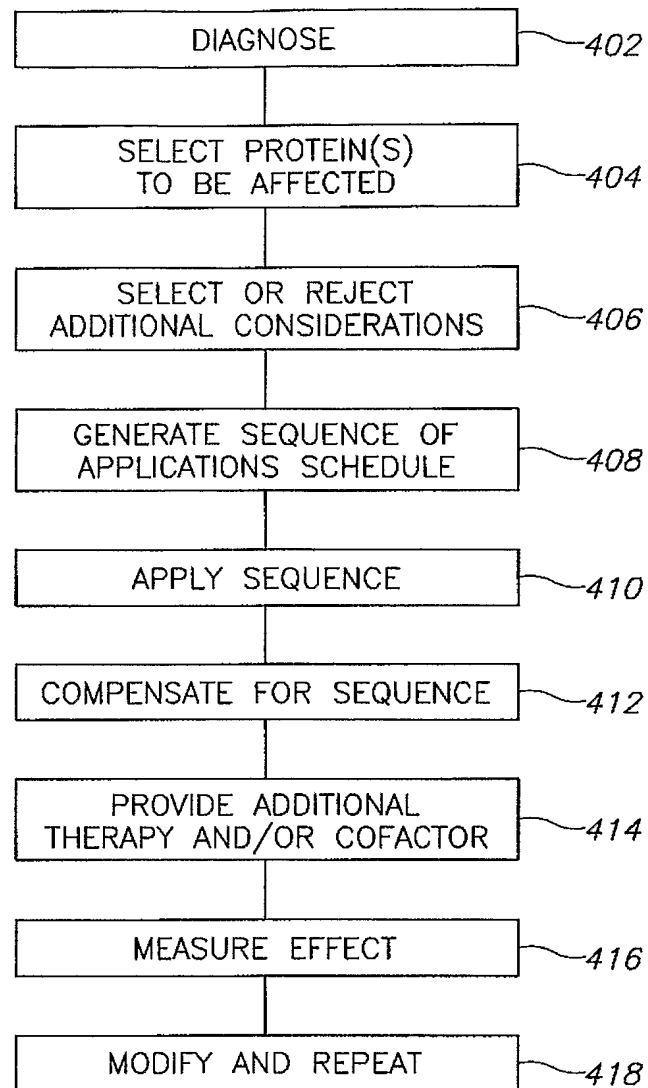 DIAGNOSE
402
SELECT PROTEIN(S)
TO BE AFFECTED
404
SELECT OR REJECT
ADDITIONAL CONSIDERATIONS
406
GENERATE SEQUENCE OF
APPLICATIONS SCHEDULE
408
APPLY SEQUENCE
410
COMPENSATE FOR SEQUENCE
412
PROVIDE ADDITIONAL
THERAPY AND/OR COFACTOR
414
MEASURE EFFECT
416
MODIFY AND REPEAT
418